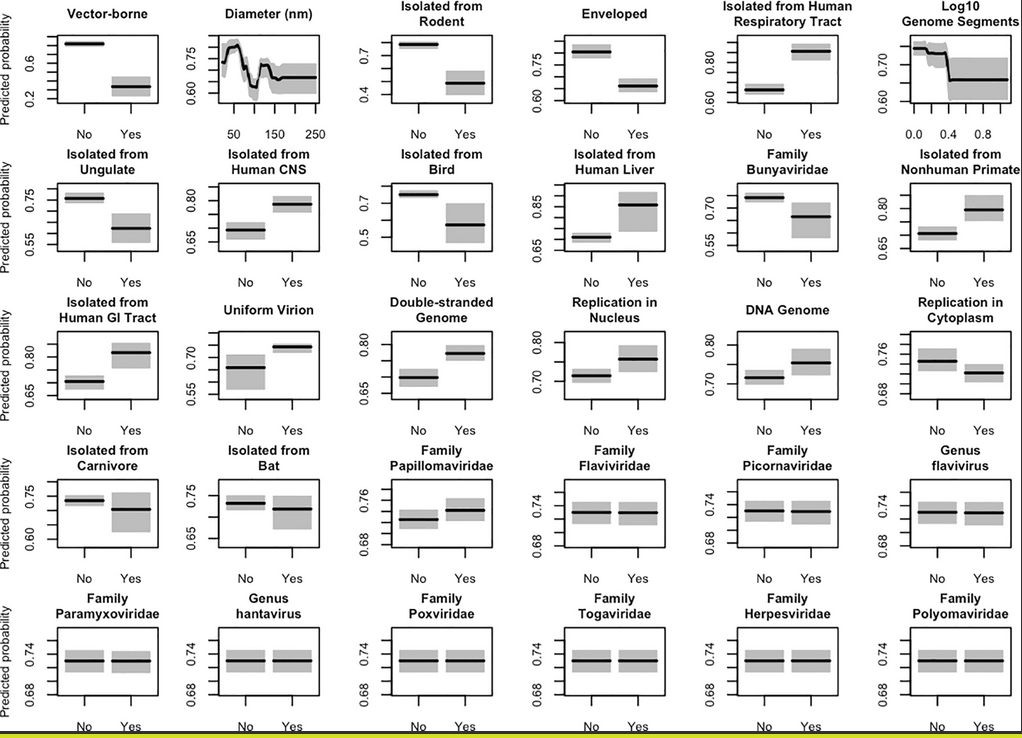 Isolated from
Isolated from Human
Log10
Vector-borne
Diameter (nm)
Rodent
Enveloped
Respiratory Tract
Genome Segments
Predicted probability
0.2 0.6
0.60 0.75
0.4 0.7
0.60 0.75
0.60 0.80
0.60 0.70
No Yes
50 150 250
No Yes
No Yes
No Yes
0.0 0.4 0.8
Isolated from
Isolated from
Isolated from
Isolated from
Family
Isolated from
Ungulate
Human CNS
Bird
Human Liver
Bunyaviridae
Nonhuman Primate
Predicted probability
0.55 0.75
0.65 0.80
0.5 0.7
0.65 0.85
0.55 0.70
0.65 0.80
No Yes
No Yes
No Yes
No Yes
No Yes
No Yes
Isolated from
Human GI Tract
Uniform Virion
Double-stranded
Genome
Replication in
Nucleus
DNA Genome
Replication in
Cytoplasm
Predicted probability
0.65 0.80
0.55 0.70
0.65 0.80
0.70 0.80
0.70 0.80
0.68 0.76
No Yes
No Yes
No Yes
No Yes
No Yes
No Yes
Isolated from
Carnivore
Isolated from
Bat
Family
Papillomaviridae
Family
Flaviviridae
Family
Picornaviridae
Genus
flavivirus
Predicted probability
0.60 0.75
0.65 0.75
0.68 0.76
0.68 0.74
0.68 0.74
0.68 0.74
No Yes
No Yes
No Yes
No Yes
No Yes
No Yes
Family
Paramyxoviridae
Genus
hantavirus
Family
Poxviridae
Family
Togaviridae
Family
Herpesviridae
Family
Polyomaviridae
Predicted probability
0.68 0.74
0.68 0.74
0.68 0.74
0.68 0.74
0.68 0.74
0.68 0.74
No Yes
No Yes
No Yes
No Yes
No Yes
No Yes